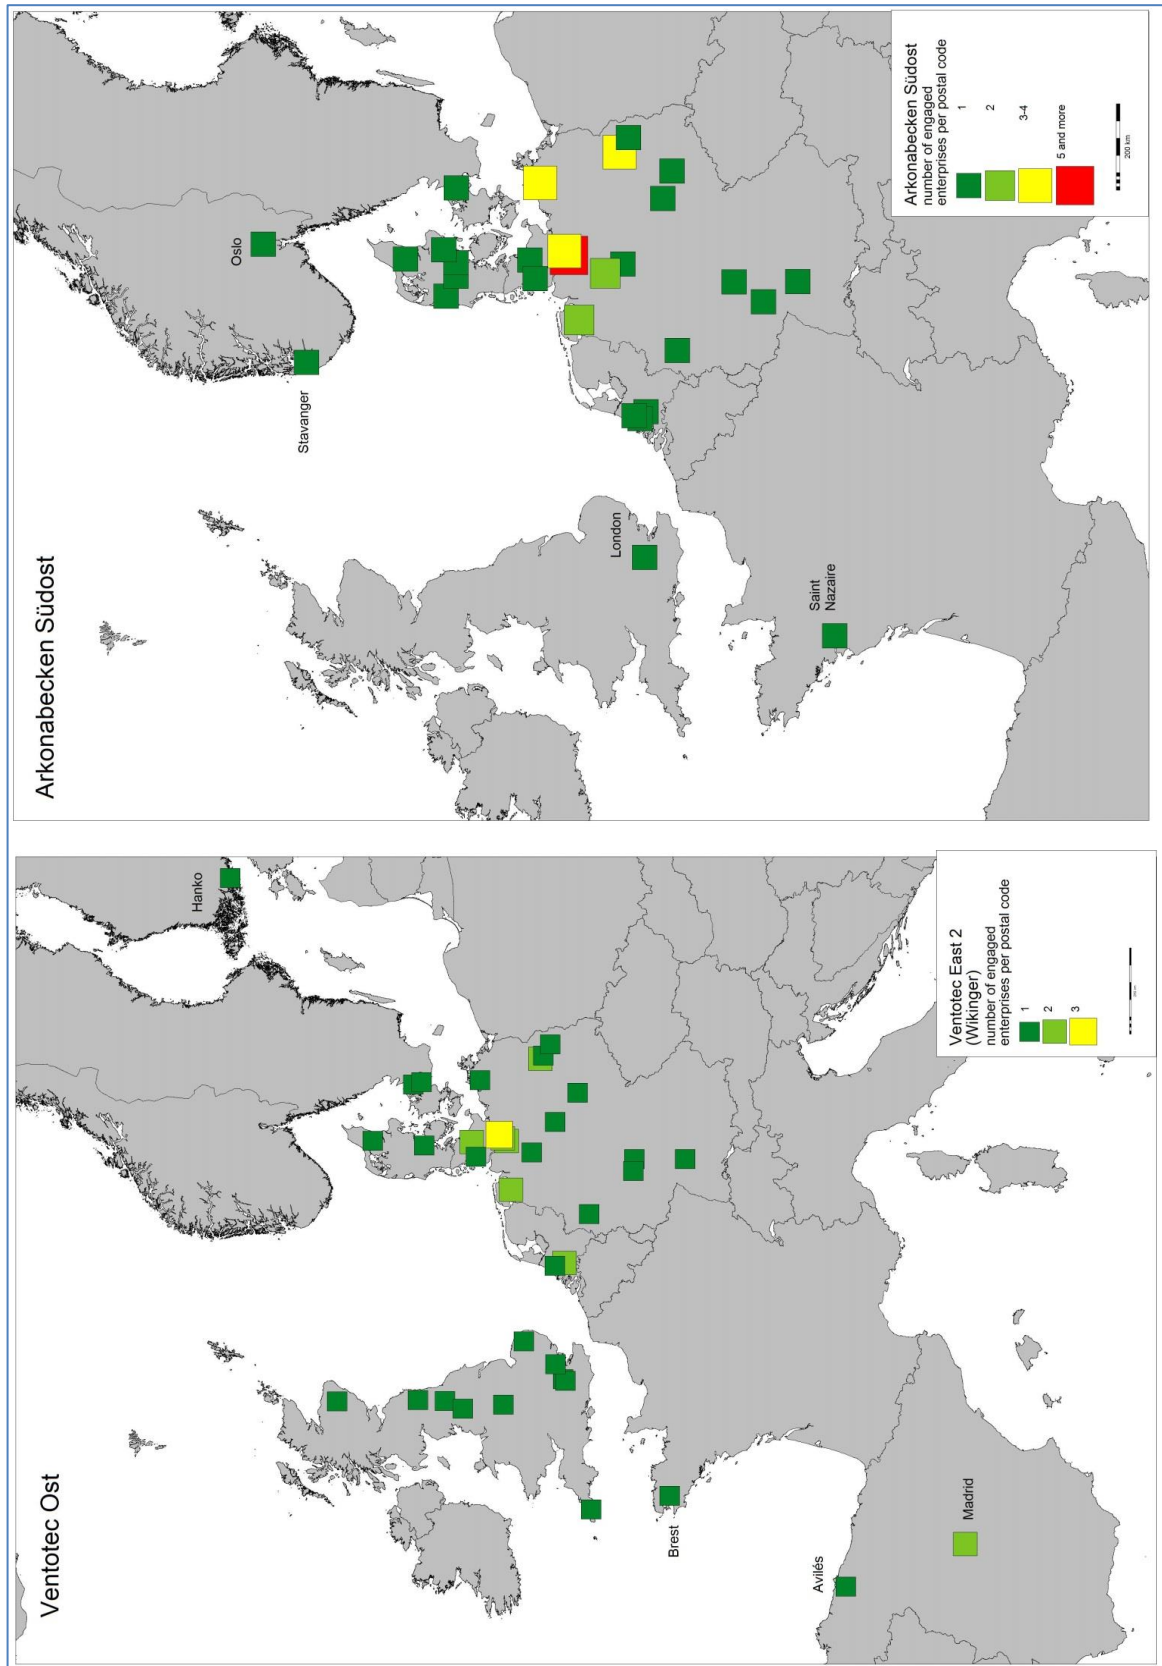 Ventotec Ost
Hanko
Brest
Avilés
Madrid
Ventotec East 2
(Wikinger)
number of engaged
enterprises per postal code
1
2
3
Arkonabecken Südost
Oslo
Stavanger
London
Saint
Nazaire
Arkonabecken Südost
number of engaged
enterprises per postal code
1
2
3-4
5 and more
200 km